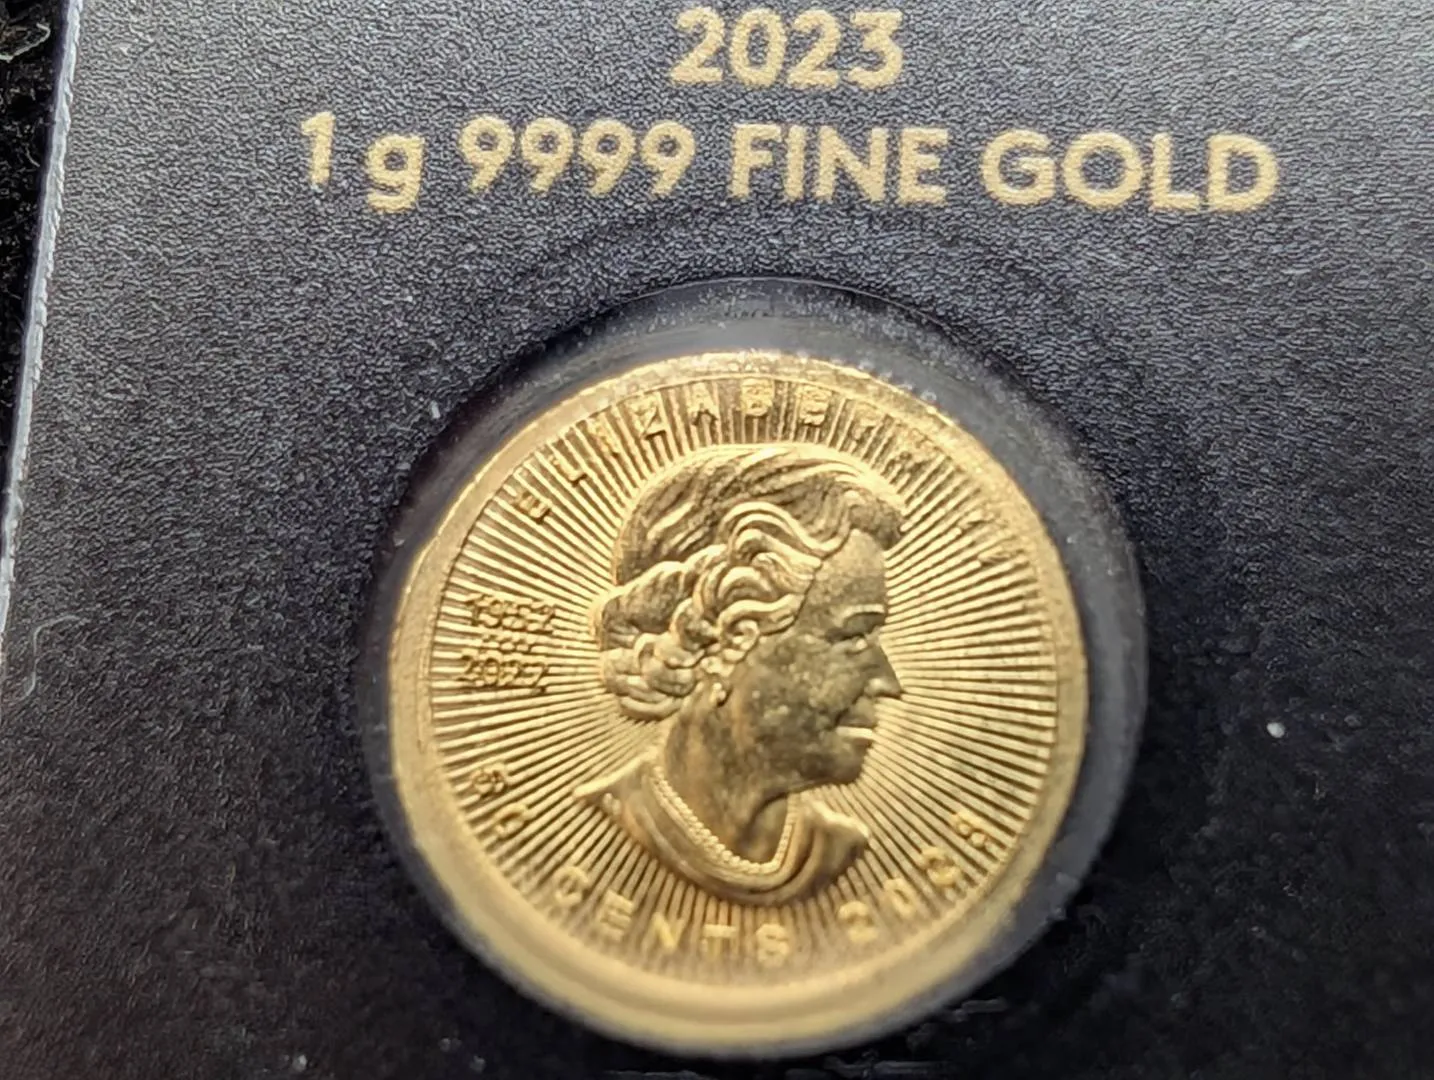 2023
1 g 9999 FINE GOLD
ELIZABETH II
1952
2022
50 CENTS 2023